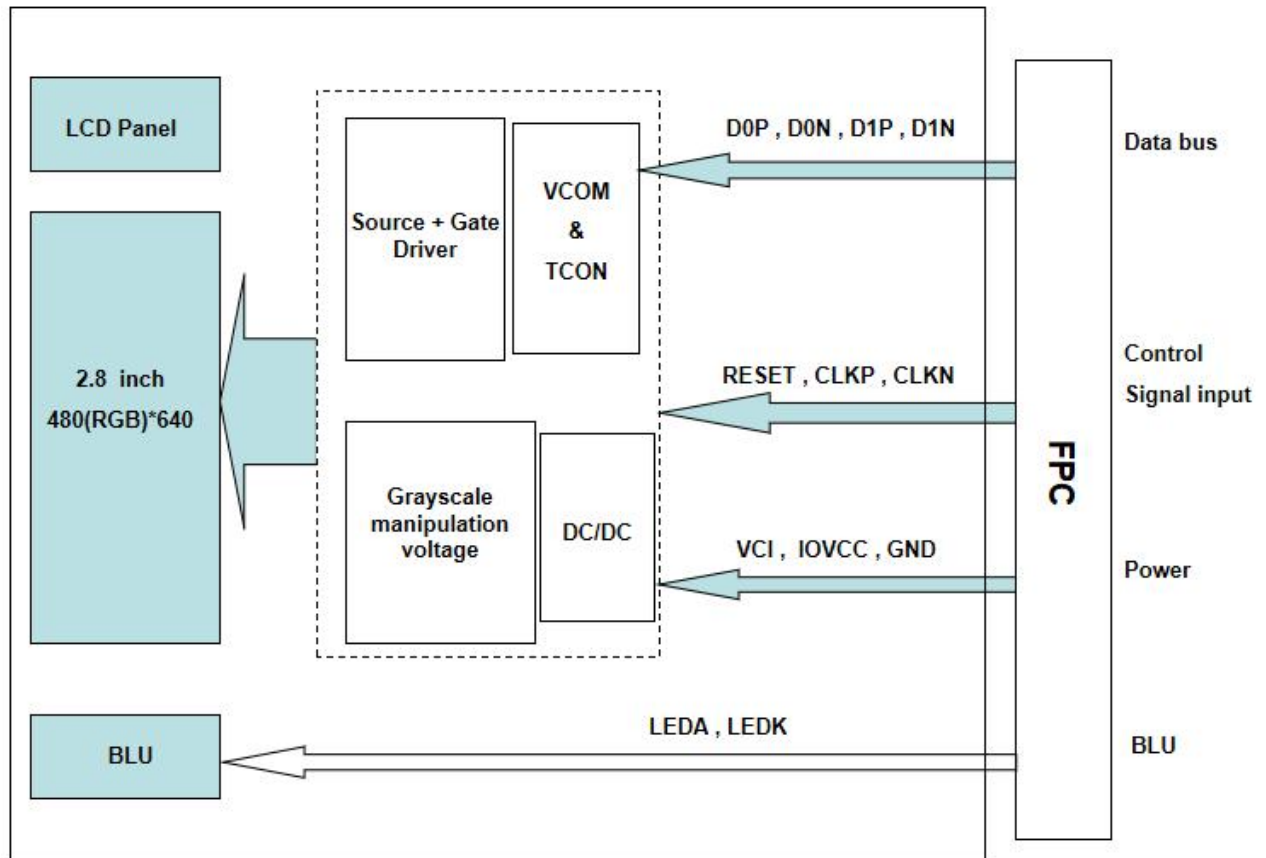 LCD Panel
2.8 inch
480(RGB)*640
BLU
Source + Gate
Driver
VCOM
&
TCON
Grayscale
manipulation
voltage
DC/DC
D0P , D0N , D1P , D1N
RESET , CLKP , CLKN
VCI , IOVCC , GND
LEDA , LEDK
FPC
Data bus
Control
Signal input
Power
BLU